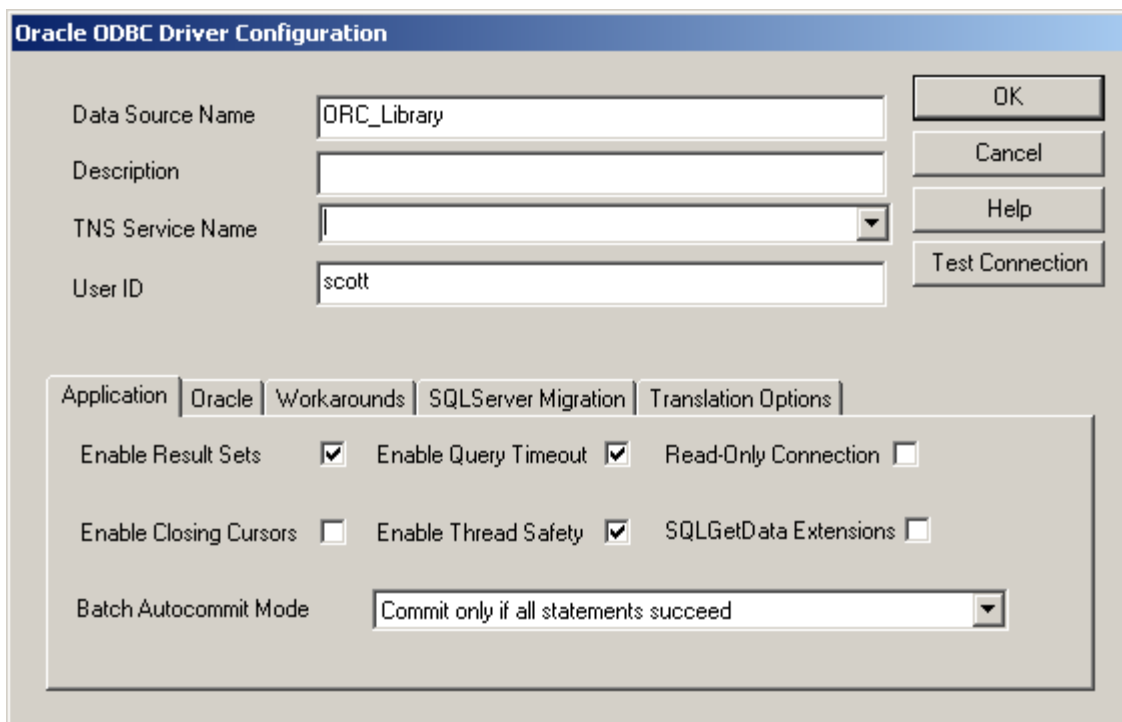 Oracle ODBC Driver Configuration
Data Source Name ORC_Library OK
Description Cancel
TNS Service Name Help
User ID scott Test Connection
Application Oracle Workarounds SQLServer Migration Translation Options
Enable Result Sets Enable Query Timeout Read-Only Connection
Enable Closing Cursors Enable Thread Safety SQLGetData Extensions
Batch Autocommit Mode Commit only if all statements succeed